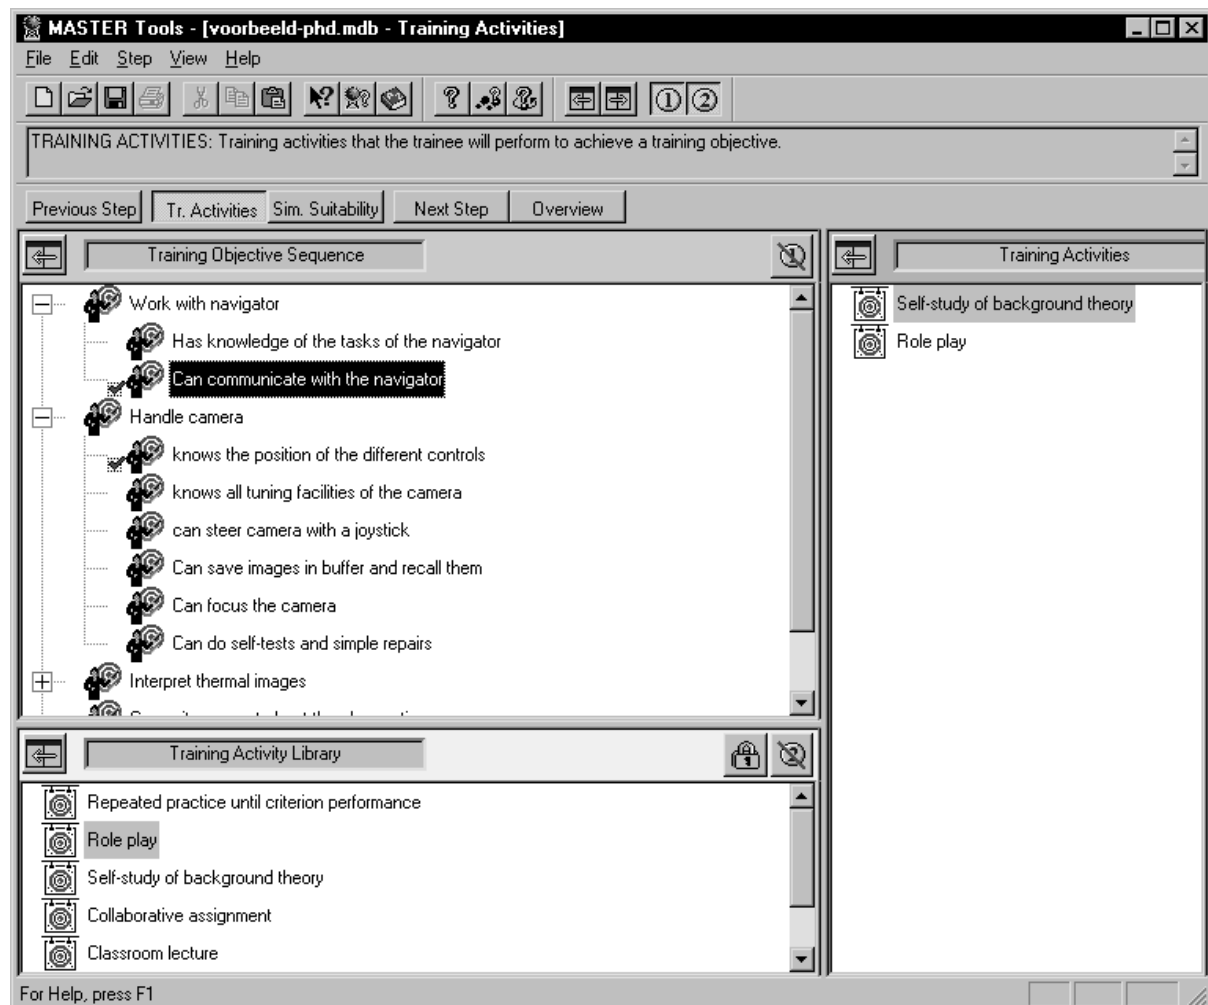 MASTER Tools - [voorbeeld-phd.mdb - Training Activities]
File Edit Step View Help
TRAINING ACTIVITIES: Training activities that the trainee will perform to achieve a training objective.
Previous Step Tr. Activities Sim. Suitability Next Step Overview
Training Objective Sequence
Work with navigator
Has knowledge of the tasks of the navigator
Can communicate with the navigator
Handle camera
knows the position of the different controls
knows all tuning facilities of the camera
can steer camera with a joystick
Can save images in buffer and recall them
Can focus the camera
Can do self-tests and simple repairs
Interpret thermal images
Training Activity Library
Repeated practice until criterion performance
Role play
Self-study of background theory
Collaborative assignment
Classroom lecture
Training Activities
Self-study of background theory
Role play
For Help, press F1